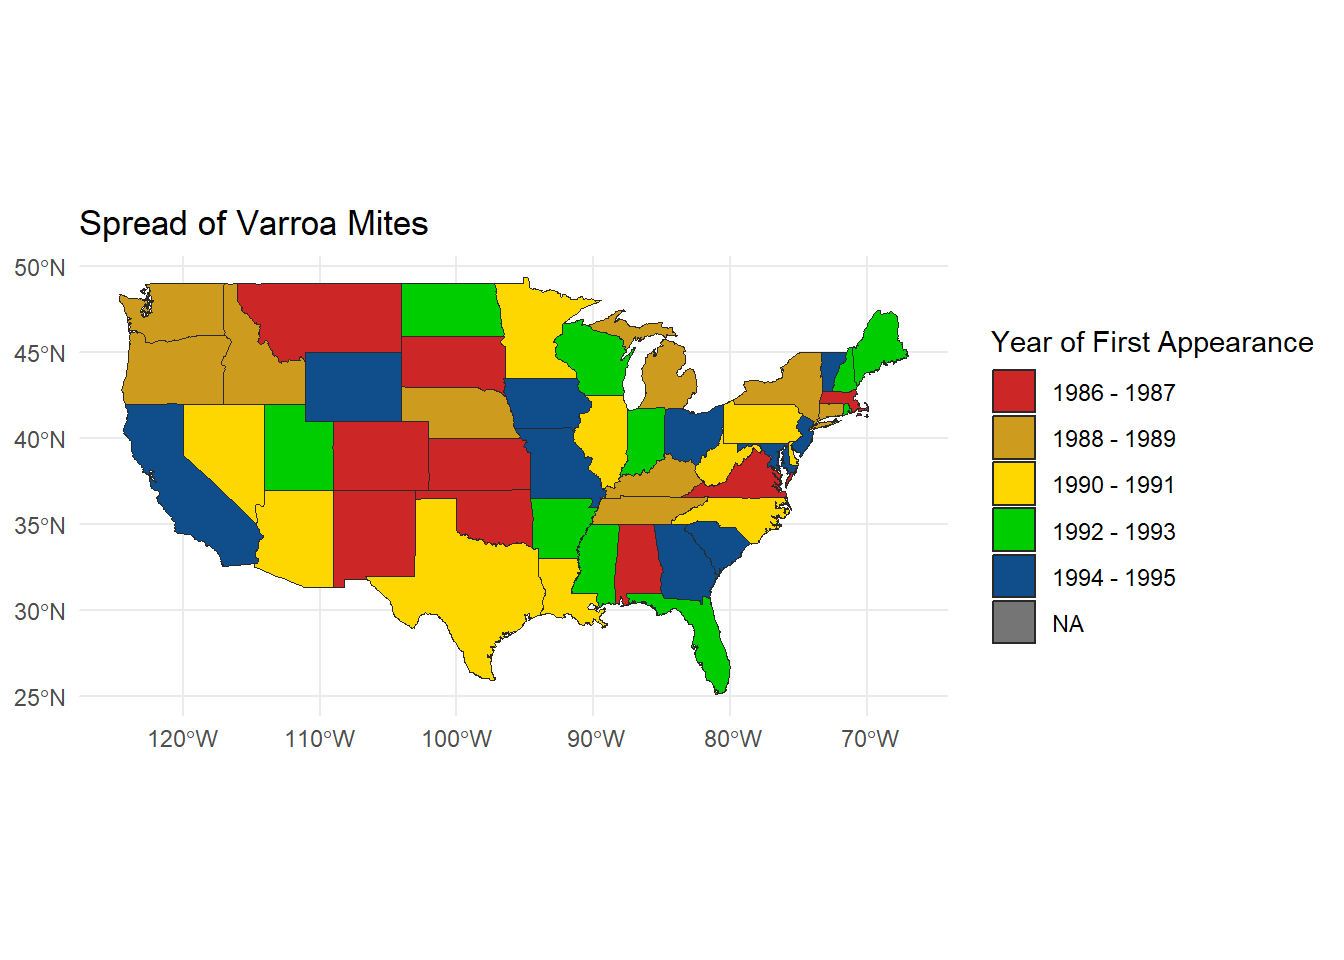 Spread of Varroa Mites
50°N
45°N
40°N
35°N
30°N
25°N
120°W 110°W 100°W 90°W 80°W 70°W
Year of First Appearance
1986 - 1987
1988 - 1989
1990 - 1991
1992 - 1993
1994 - 1995
NA